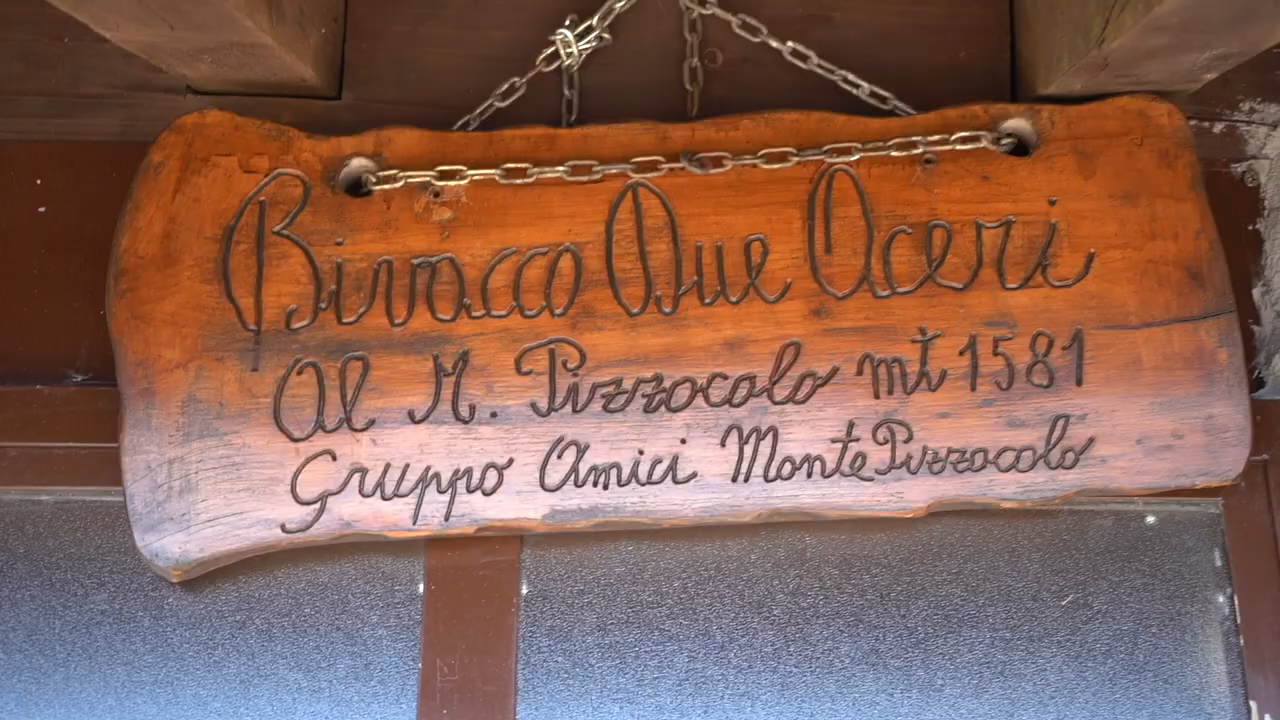 Bivacco Due Aceri
Al M. Pizzocolo mt 1581
Gruppo Amici Monte Pizzocolo